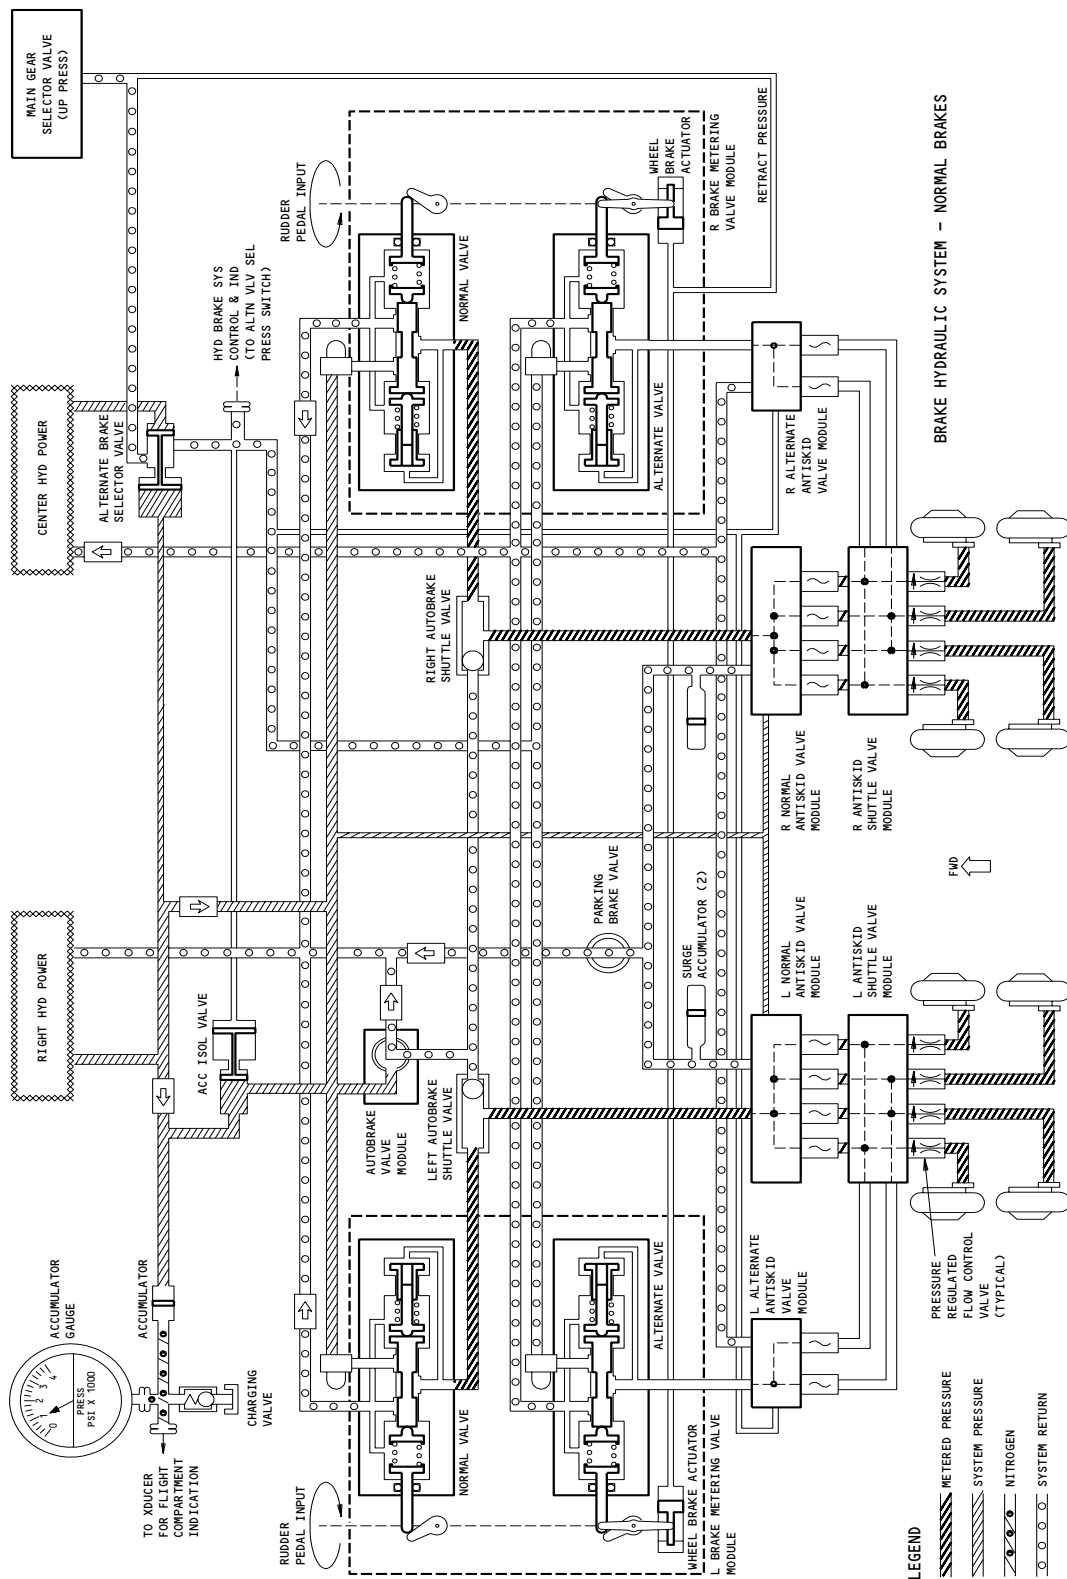 MAIN GEAR
SELECTOR VALVE
(UP PRESS)
CENTER HYD POWER
ALTERNATE BRAKE
SELECTOR VALVE
HYD BRAKE SYS
CONTROL & IND
(TO ALTN VLV SEL
PRESS SWITCH)
RUDDER
PEDAL INPUT
NORMAL VALVE
ALTERNATE VALVE
WHEEL
BRAKE
ACTUATOR
R BRAKE METERING
VALVE MODULE
RETRACT PRESSURE
R ALTERNATE
ANTISKID
VALVE MODULE
BRAKE HYDRAULIC SYSTEM - NORMAL BRAKES
RIGHT AUTOBRAKE
SHUTTLE VALVE
R NORMAL
ANTISKID VALVE
MODULE
R ANTISKID
SHUTTLE VALVE
MODULE
RIGHT HYD POWER
ACC ISOL VALVE
PARKING
BRAKE VALVE
SURGE
ACCUMULATOR (2)
L NORMAL
ANTISKID VALVE
MODULE
L ANTISKID
SHUTTLE VALVE
MODULE
FWD
AUTOBRAKE
VALVE
MODULE
LEFT AUTOBRAKE
SHUTTLE VALVE
ACCUMULATOR
GAUGE
0 1 2 3 4
PRESS
PSI X 1000
ACCUMULATOR
CHARGING
VALVE
TO XDUCER
FOR FLIGHT
COMPARTMENT
INDICATION
RUDDER
PEDAL INPUT
NORMAL VALVE
ALTERNATE VALVE
WHEEL BRAKE ACTUATOR
L BRAKE METERING VALVE
MODULE
L ALTERNATE
ANTISKID
VALVE
MODULE
PRESSURE
REGULATED
FLOW CONTROL
VALVE
(TYPICAL)
LEGEND
METERED PRESSURE
SYSTEM PRESSURE
NITROGEN
SYSTEM RETURN